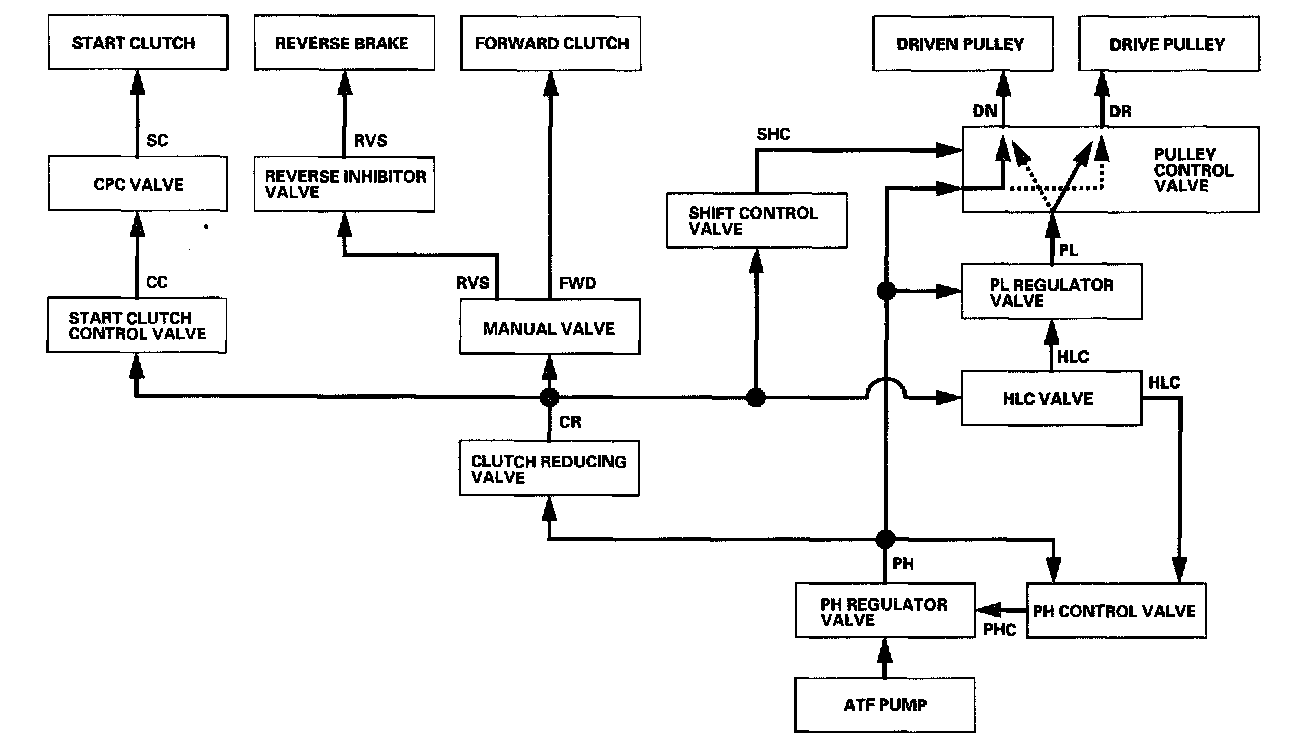 START CLUTCH
REVERSE BRAKE
FORWARD CLUTCH
DRIVEN PULLEY
DRIVE PULLEY
DN
DR
SC
RVS
SHC
CPC VALVE
REVERSE INHIBITOR
VALVE
PULLEY
CONTROL
VALVE
SHIFT CONTROL
VALVE
PL
CC
RVS
FWD
PL REGULATOR
VALVE
START CLUTCH
CONTROL VALVE
MANUAL VALVE
HLC
HLC
HLC VALVE
CR
CLUTCH REDUCING
VALVE
PH
PH REGULATOR
VALVE
PHC
PH CONTROL VALVE
ATF PUMP